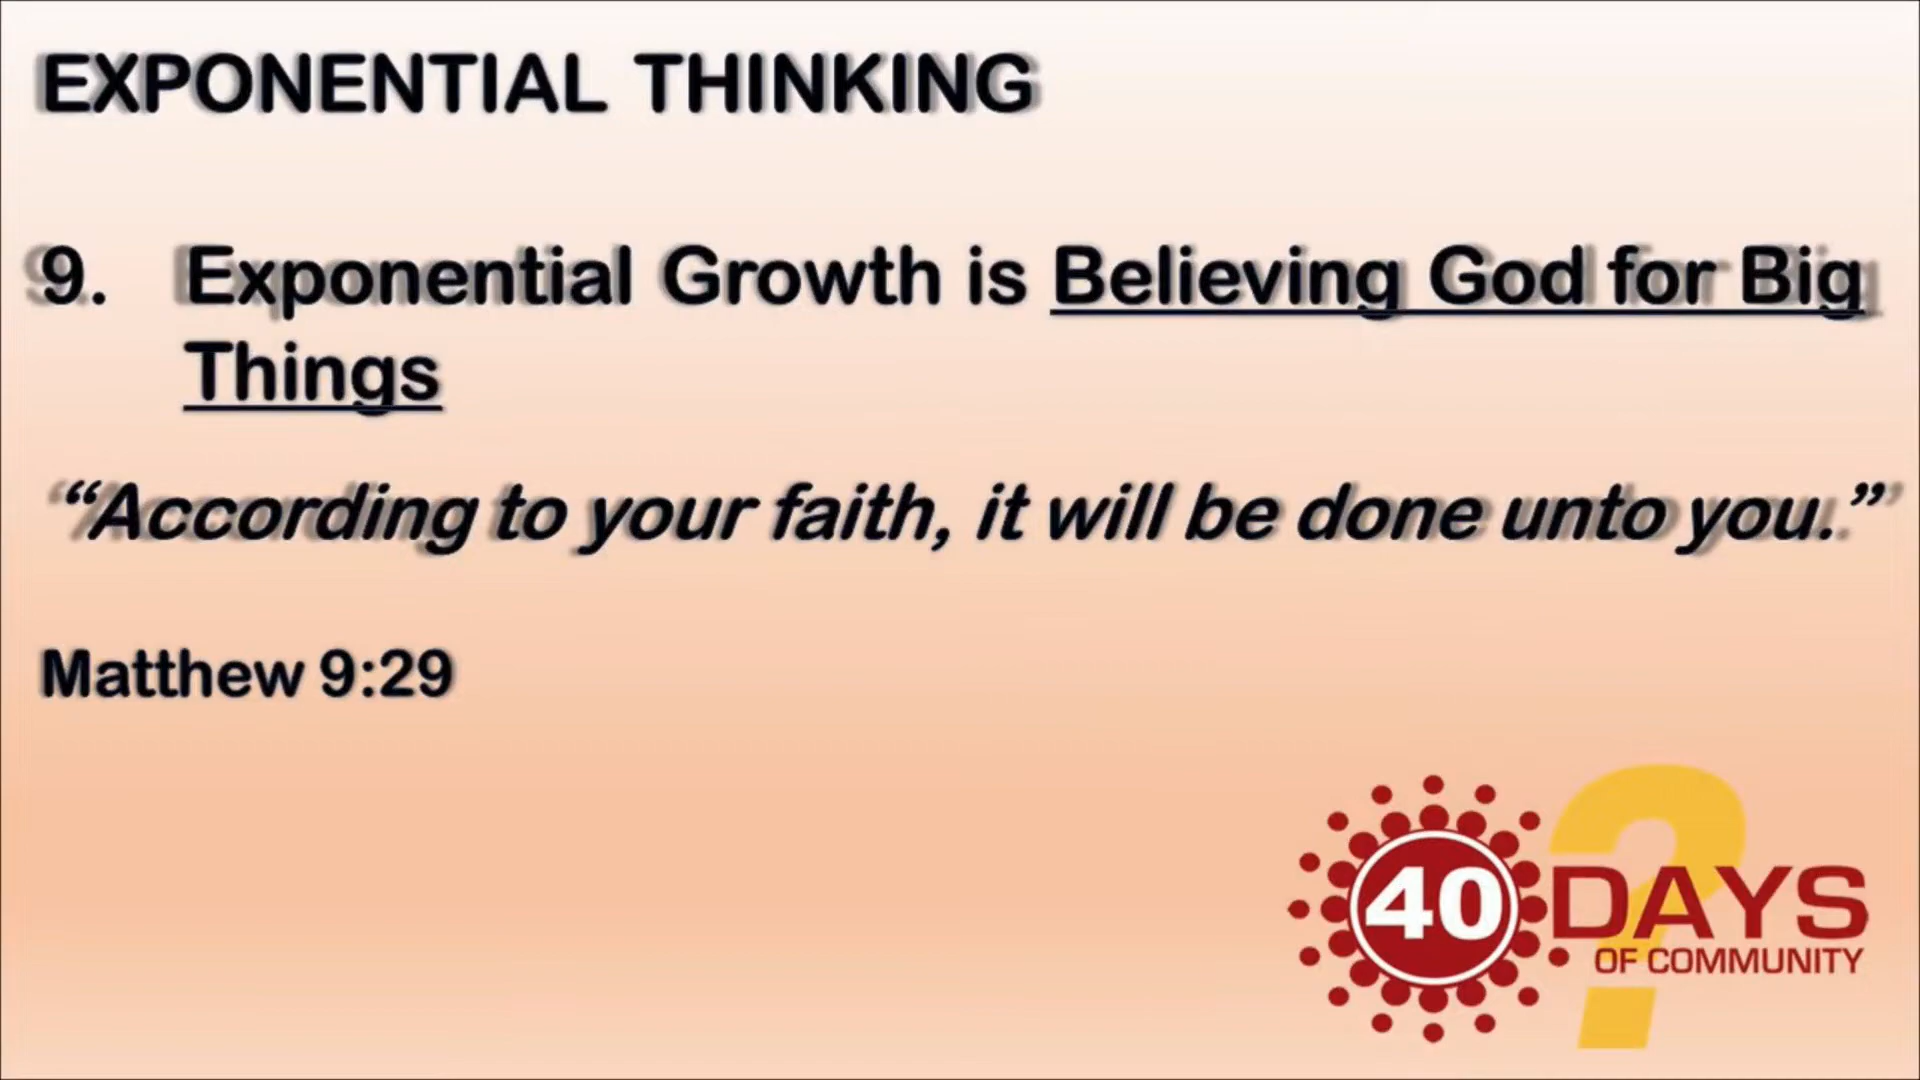 EXPONENTIAL THINKING
9. Exponential Growth is Believing God for Big
Things
“According to your faith, it will be done unto you.”
Matthew 9:29
?
40 DAYS
OF COMMUNITY